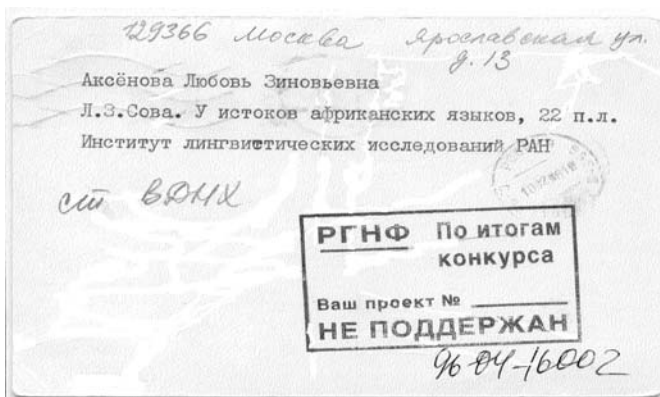 129366 Москва Ярославская ул.
д. 13
Аксёнова Любовь Зиновьевна
Л.З.Сова. У истоков африканских языков, 22 п.л.
Институт лингвистических исследований РАН
ст ВДНХ
РГНФ По итогам
конкурса
Ваш проект №
НЕ ПОДДЕРЖАН
96-04-16002